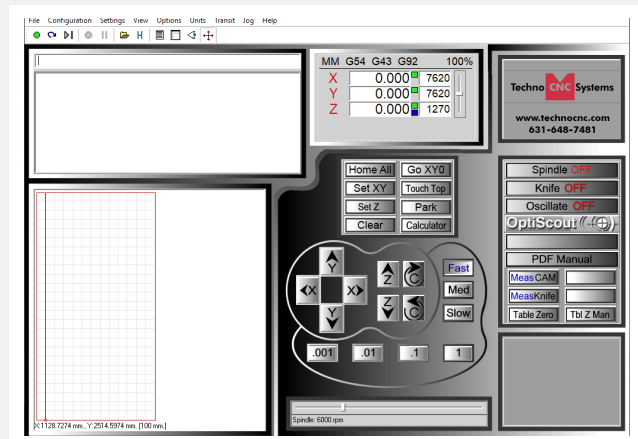 File Configuration Settings View Options Units Transit Jog Help
H
MM G54 G43 G92 100%
X 0.000 7620
Y 0.000 7620
Z 0.000 1270
Techno CNC Systems
www.technocnc.com
631-648-7481
Home All Go XY0
Set XY Touch Top
Set Z Park
Clear Calculator
Spindle OFF
Knife OFF
Oscillate OFF
OptiScout
PDF Manual
MeasCAM
MeasKnife
Table Zero Tbl Z Man
Y
X X
Y
Z C
Z C
Fast
Med
Slow
.001 .01 .1 1
Spindle: 6000 rpm
X:1128.7274 mm., Y:2514.5974 mm. [100 mm.]